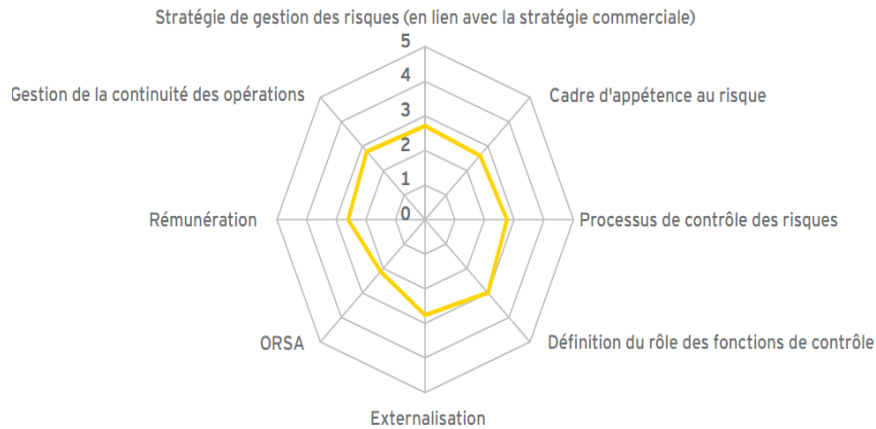 Stratégie de gestion des risques (en lien avec la stratégie commerciale)
5
4
3
2
1
0
Gestion de la continuité des opérations
Cadre d'appétence au risque
Rémunération
Processus de contrôle des risques
ORSA
Définition du rôle des fonctions de contrôle
Externalisation